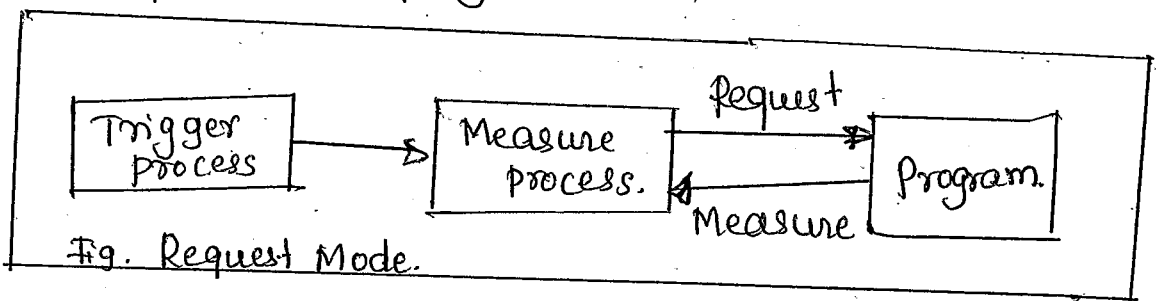 Trigger
process
Measure
process.
Request
Measure
Program.
Fig. Request Mode.